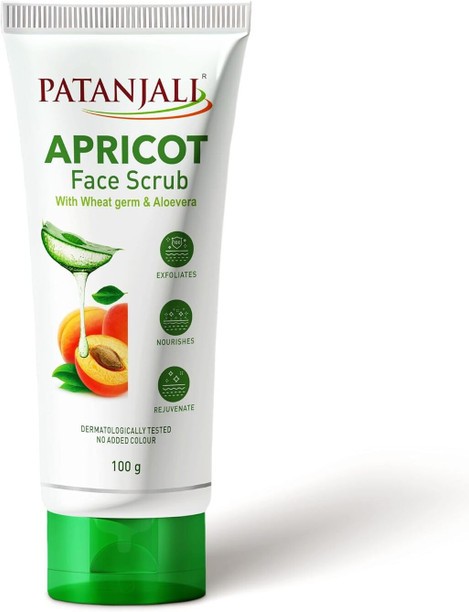 PATANJALI®
APRICOT
Face Scrub
With Wheat germ & Aloevera
EXFOLIATES
NOURISHES
REJUVENATE
DERMATOLOGICALLY TESTED
NO ADDED COLOUR
100 g